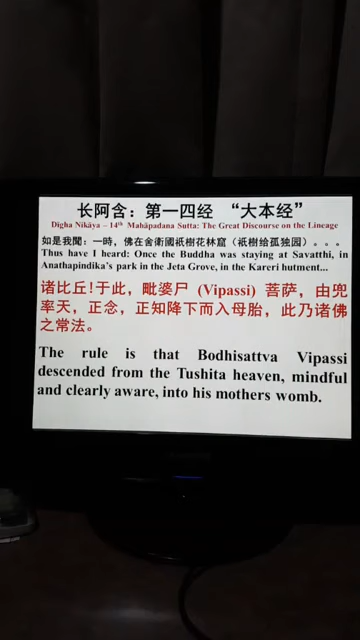 长阿含：第一四经 “大本经”
Digha Nikāya – 14th Mahāpadana Sutta: The Great Discourse on the Lineage
如是我聞：一時，佛在舍衛國祇樹花林窟（祇樹给孤独园）。。。
Thus have I heard: Once the Buddha was staying at Savatthi, in
Anathapindika's park in the Jeta Grove, in the Kareri hutment...
诸比丘!于此，毗婆尸 (Vipassi) 菩萨，由兜
率天，正念，正知降下而入母胎，此乃诸佛
之常法。
The rule is that Bodhisattva Vipassi
descended from the Tushita heaven, mindful
and clearly aware, into his mothers womb.